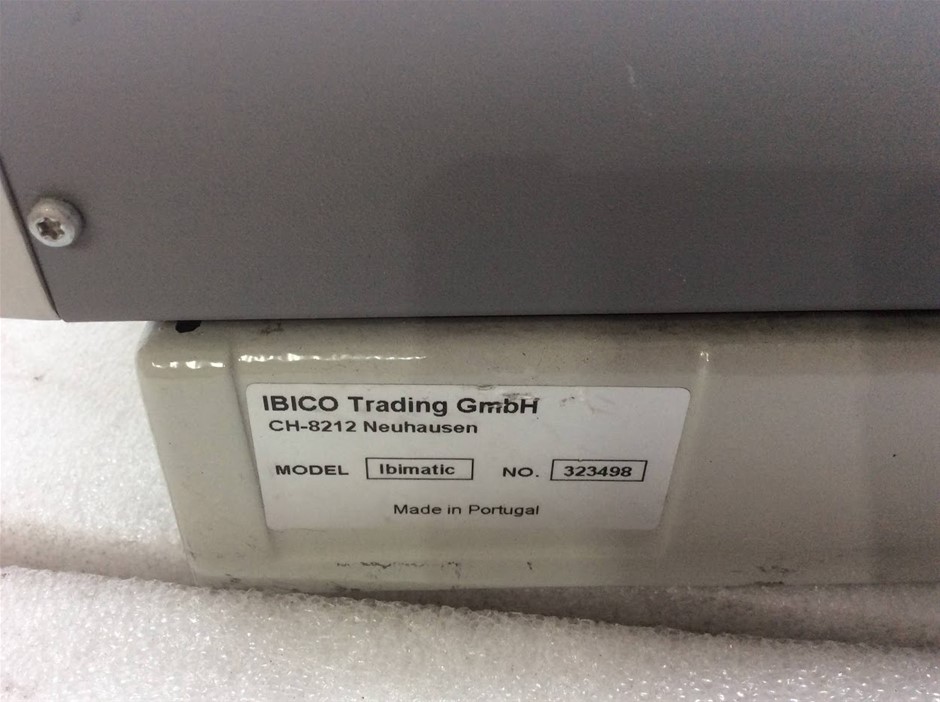 IBICO Trading GmbH
CH-8212 Neuhausen
MODEL Ibimatic NO. 323498
Made in Portugal